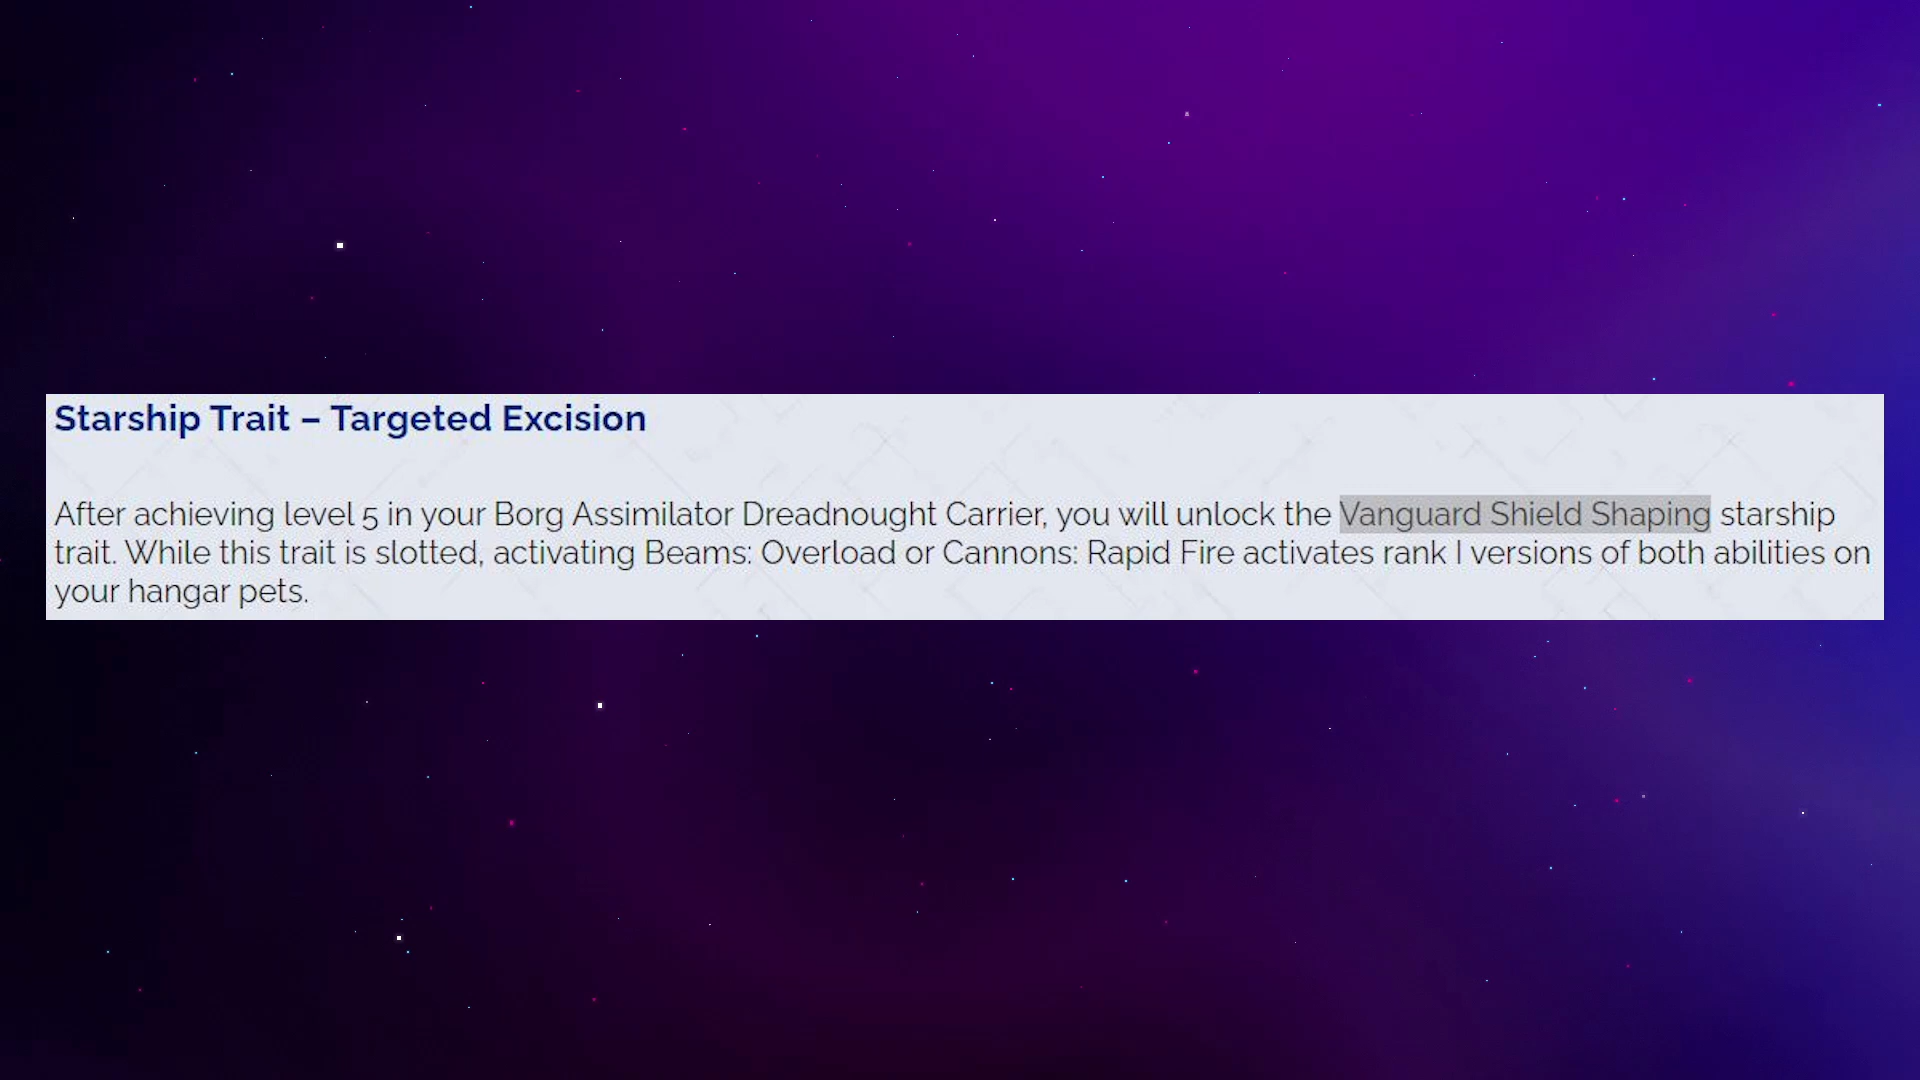 Starship Trait – Targeted Excision
After achieving level 5 in your Borg Assimilator Dreadnought Carrier, you will unlock the Vanguard Shield Shaping starship
trait. While this trait is slotted, activating Beams: Overload or Cannons: Rapid Fire activates rank I versions of both abilities on
your hangar pets.